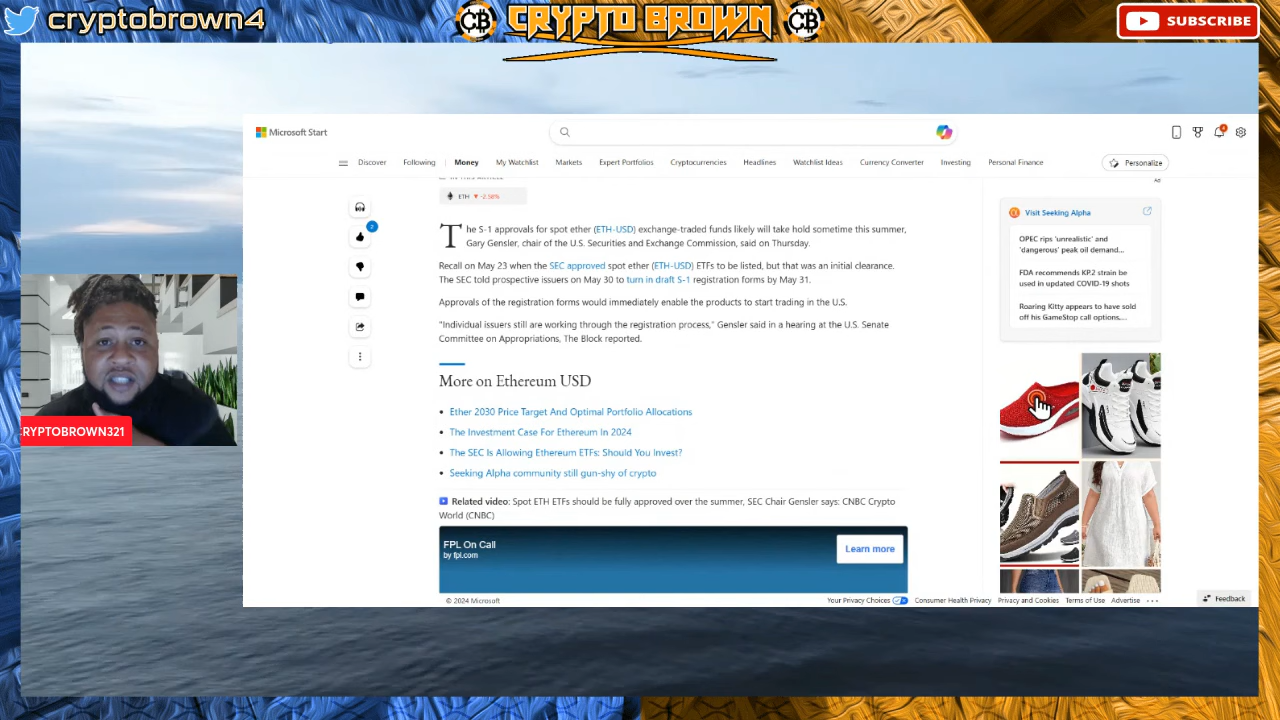 cryptobrown4
CB
CRYPTO BROWN
CB
SUBSCRIBE
Microsoft Start
Discover
Following
Money
My Watchlist
Markets
Expert Portfolios
Cryptocurrencies
Headlines
Watchlist Ideas
Currency Converter
Investing
Personal Finance
Personalize
4
2
ETH ▼ -2.58%
Ad
The S-1 approvals for spot ether (ETH-USD) exchange-traded funds likely will take hold sometime this summer,
Gary Gensler, chair of the U.S. Securities and Exchange Commission, said on Thursday.
Recall on May 23 when the SEC approved spot ether (ETH-USD) ETFs to be listed, but that was an initial clearance.
The SEC told prospective issuers on May 30 to turn in draft S-1 registration forms by May 31.
Approvals of the registration forms would immediately enable the products to start trading in the U.S.
"Individual issuers still are working through the registration process," Gensler said in a hearing at the U.S. Senate
Committee on Appropriations, The Block reported.
More on Ethereum USD
• Ether 2030 Price Target And Optimal Portfolio Allocations
• The Investment Case For Ethereum In 2024
• The SEC Is Allowing Ethereum ETFs: Should You Invest?
• Seeking Alpha community still gun-shy of crypto
Related video: Spot ETH ETFs should be fully approved over the summer, SEC Chair Gensler says: CNBC Crypto
World (CNBC)
FPL On Call
by fpl.com
Learn more
Visit Seeking Alpha
OPEC rips 'unrealistic' and
'dangerous' peak oil demand...
FDA recommends KP.2 strain be
used in updated COVID-19 shots
Roaring Kitty appears to have sold
off his GameStop call options,...
RYPTOBROWN321
© 2024 Microsoft
Your Privacy Choices
Consumer Health Privacy
Privacy and Cookies
Terms of Use
Advertise
...
Feedback